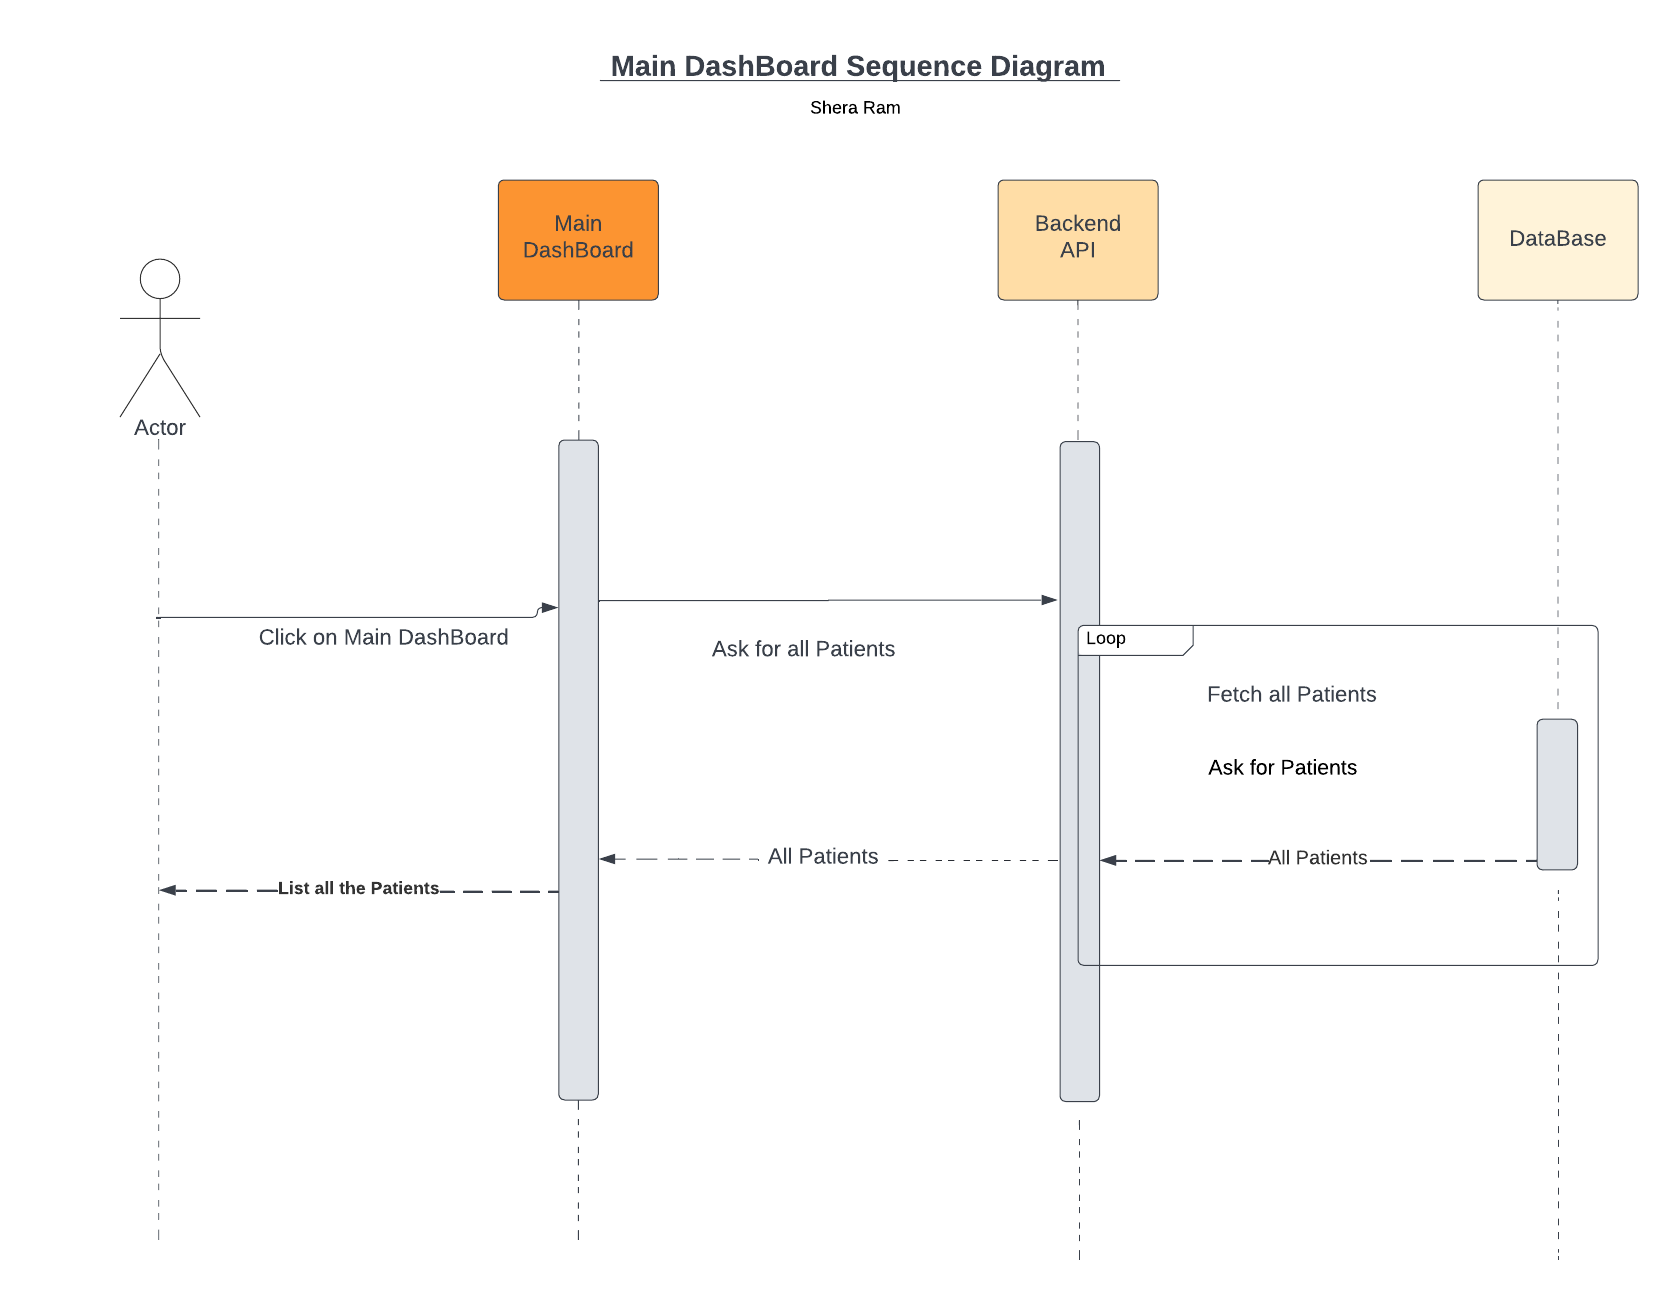 Main DashBoard Sequence Diagram
Shera Ram
Main
DashBoard
Backend
API
DataBase
Actor
Click on Main DashBoard
Ask for all Patients
Loop
Fetch all Patients
Ask for Patients
All Patients
All Patients
List all the Patients